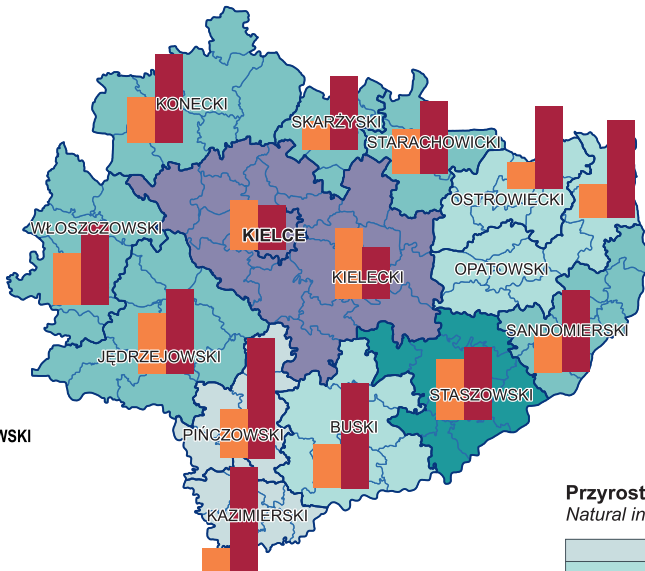 KONECKI
SKARŻYSKI
STARACHOWICKI
OSTROWIECKI
WŁOSZCZOWSKI
KIELCE
KIELECKI
OPATOWSKI
SANDOMIERSKI
JĘDRZEJOWSKI
STASZOWSKI
PIŃCZOWSKI
BUSKI
WSKI
Przyrost
Natural in
KAZIMIERSKI